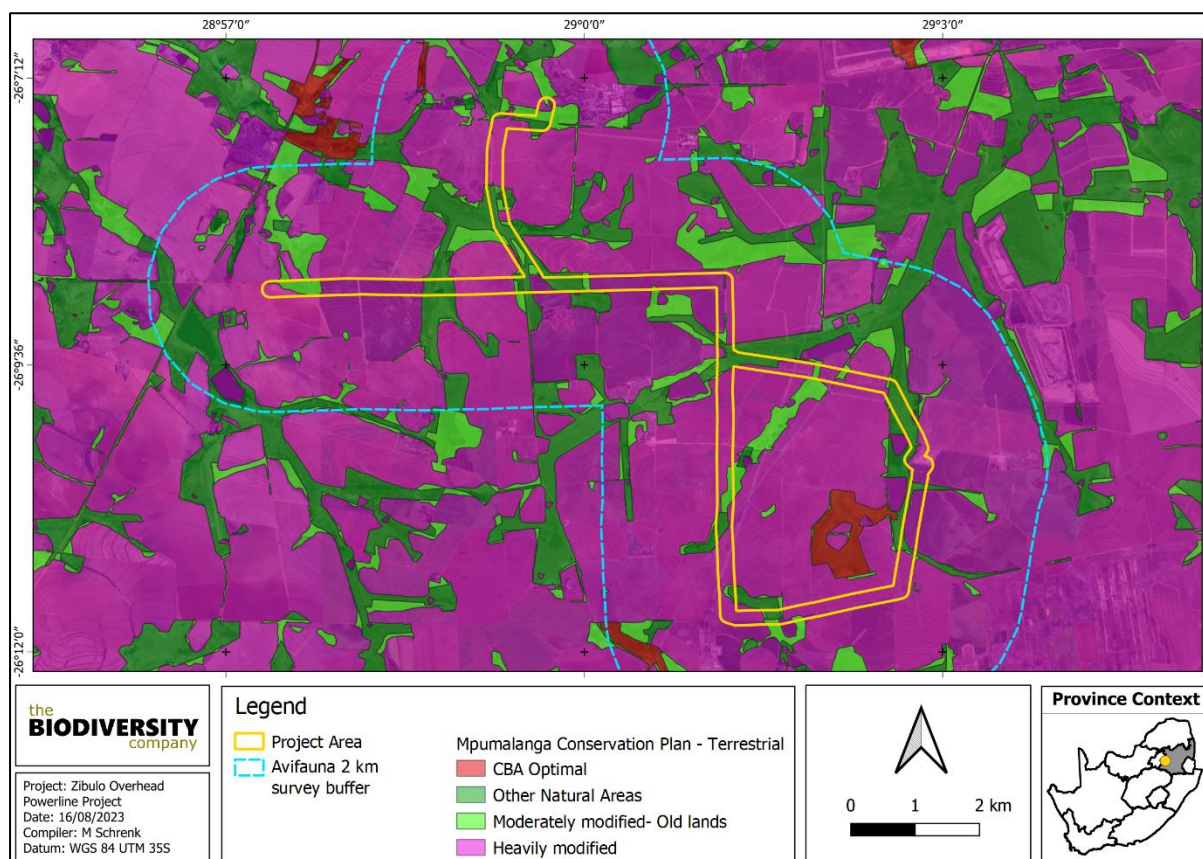 28°57'0" 29°0'0" 29°3'0"
-26°7'12"
-26°9'36"
-26°12'0"
the
BIODIVERSITY
company
Project: Zibulo Overhead
Powerline Project
Date: 16/08/2023
Compiler: M Schrenk
Datum: WGS 84 UTM 35S
Legend
Project Area
Avifauna 2 km
survey buffer
Mpumalanga Conservation Plan - Terrestrial
CBA Optimal
Other Natural Areas
Moderately modified- Old lands
Heavily modified
0 1 2 km
Province Context